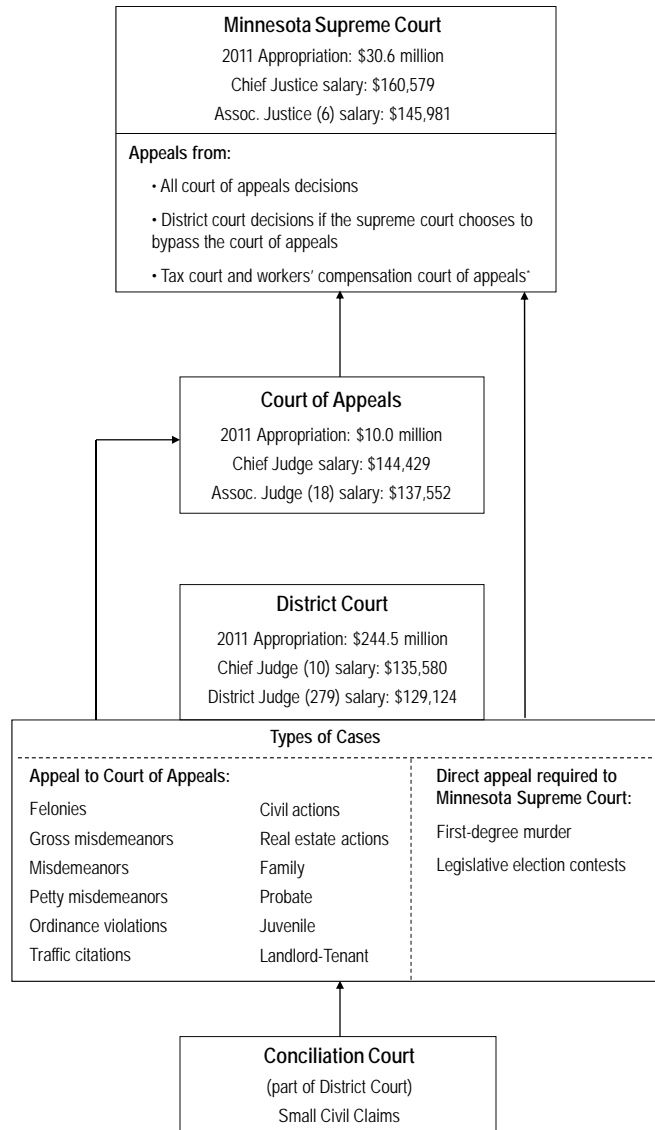 Minnesota Supreme Court
2011 Appropriation: $30.6 million
Chief Justice salary: $160,579
Assoc. Justice (6) salary: $145,981
Appeals from:
• All court of appeals decisions
• District court decisions if the supreme court chooses to
bypass the court of appeals
• Tax court and workers’ compensation court of appeals*
Court of Appeals
2011 Appropriation: $10.0 million
Chief Judge salary: $144,429
Assoc. Judge (18) salary: $137,552
District Court
2011 Appropriation: $244.5 million
Chief Judge (10) salary: $135,580
District Judge (279) salary: $129,124
Types of Cases
Appeal to Court of Appeals:
Felonies
Gross misdemeanors
Misdemeanors
Petty misdemeanors
Ordinance violations
Traffic citations
Civil actions
Real estate actions
Family
Probate
Juvenile
Landlord-Tenant
Direct appeal required to
Minnesota Supreme Court:
First-degree murder
Legislative election contests
Conciliation Court
(part of District Court)
Small Civil Claims